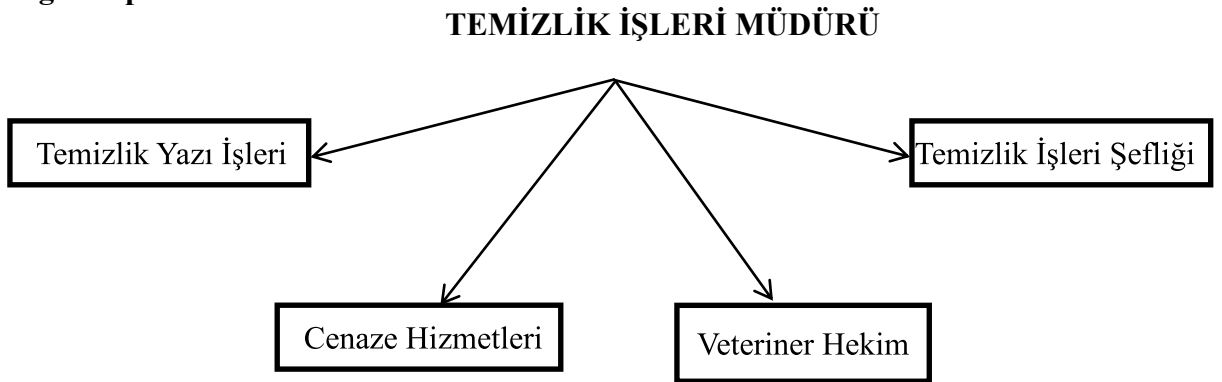 TEMİZLİK İŞLERİ MÜDÜRÜ
Temizlik Yazı İşleri
Temizlik İşleri Şefliği
Cenaze Hizmetleri
Veteriner Hekim